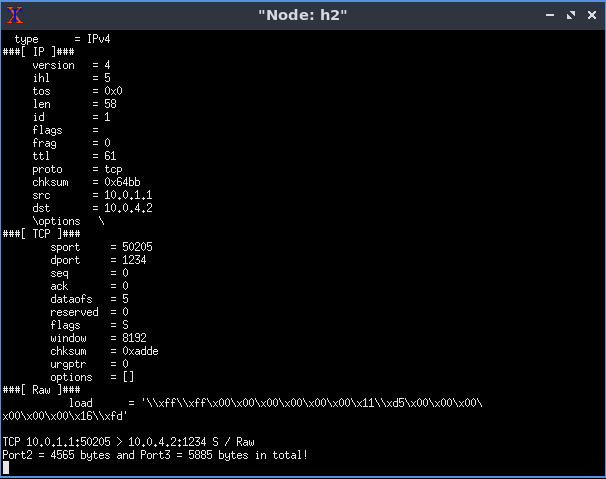 "Node: h2"
type = IPv4
###[ IP ]###
version = 4
ihl = 5
tos = 0x0
len = 58
id = 1
flags =
frag = 0
ttl = 61
proto = tcp
chksum = 0x64bb
src = 10.0.1.1
dst = 10.0.4.2
\options \
###[ TCP ]###
sport = 50205
dport = 1234
seq = 0
ack = 0
dataofs = 5
reserved = 0
flags = S
window = 8192
chksum = 0xadde
urgptr = 0
options = []
###[ Raw ]###
load = '\\xff\\xff\x00\x00\x00\x00\x00\x00\x11\\xd5\x00\x00\x00\
x00\x00\x00\x16\\xfd'
TCP 10.0.1.1:50205 > 10.0.4.2:1234 S / Raw
Port2 = 4565 bytes and Port3 = 5885 bytes in total!